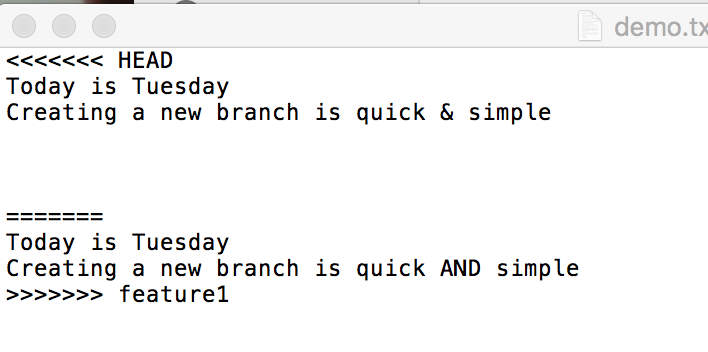 demo.tx
<<<<<<< HEAD
Today is Tuesday
Creating a new branch is quick & simple
=======
Today is Tuesday
Creating a new branch is quick AND simple
>>>>>>> feature1